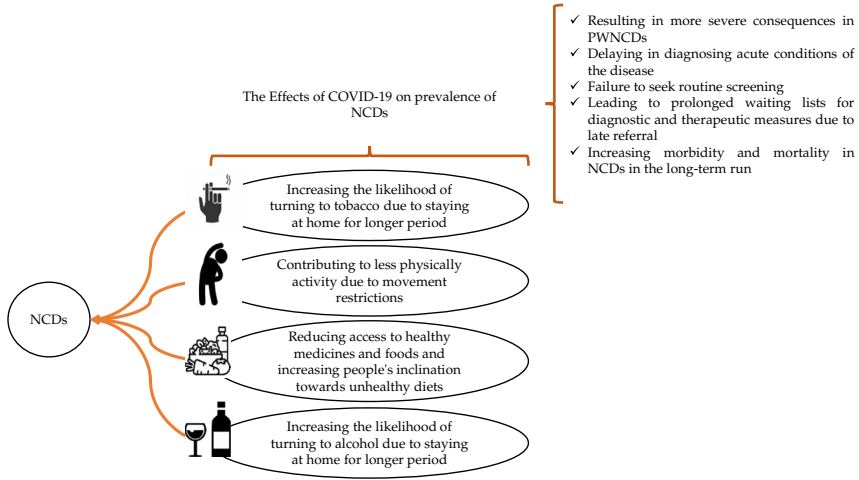 The Effects of COVID-19 on prevalence of
NCDs
✓ Resulting in more severe consequences in
PWNCDs
✓ Delaying in diagnosing acute conditions of
the disease
✓ Failure to seek routine screening
✓ Leading to prolonged waiting lists for
diagnostic and therapeutic measures due to
late referral
✓ Increasing morbidity and mortality in
NCDs in the long-term run
NCDs
Increasing the likelihood of
turning to tobacco due to staying
at home for longer period
Contributing to less physically
activity due to movement
restrictions
Reducing access to healthy
medicines and foods and
increasing people's inclination
towards unhealthy diets
Increasing the likelihood of
turning to alcohol due to staying
at home for longer period